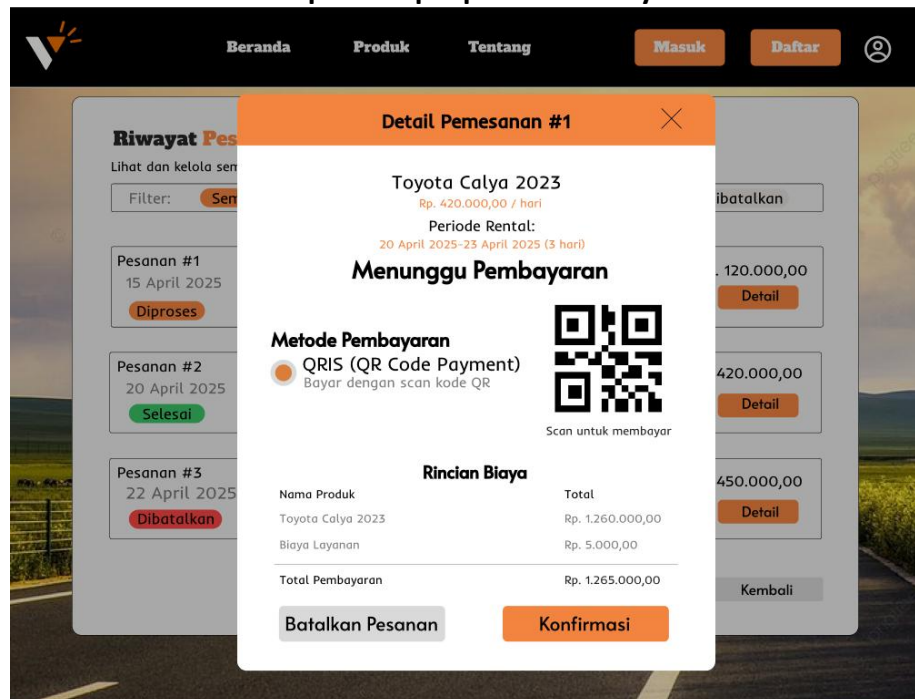 Beranda Produk Tentang Masuk Daftar
Detail Pemesanan #1
Riwayat Pes
Lihat dan kelola sem
Filter: Sem
ibatalkan
Toyota Calya 2023
Rp. 420.000,00 / hari
Periode Rental:
20 April 2025-23 April 2025 (3 hari)
Menunggu Pembayaran
Pesanan #1
15 April 2025
Diproses
. 120.000,00
Detail
Metode Pembayaran
QRIS (QR Code Payment)
Bayar dengan scan kode QR
Scan untuk membayar
Pesanan #2
20 April 2025
Selesai
420.000,00
Detail
Rincian Biaya
Nama Produk Total
Toyota Calya 2023 Rp. 1.260.000,00
Biaya Layanan Rp. 5.000,00
Total Pembayaran Rp. 1.265.000,00
Pesanan #3
22 April 2025
Dibatalkan
450.000,00
Detail
Kembali
Batalkan Pesanan Konfirmasi